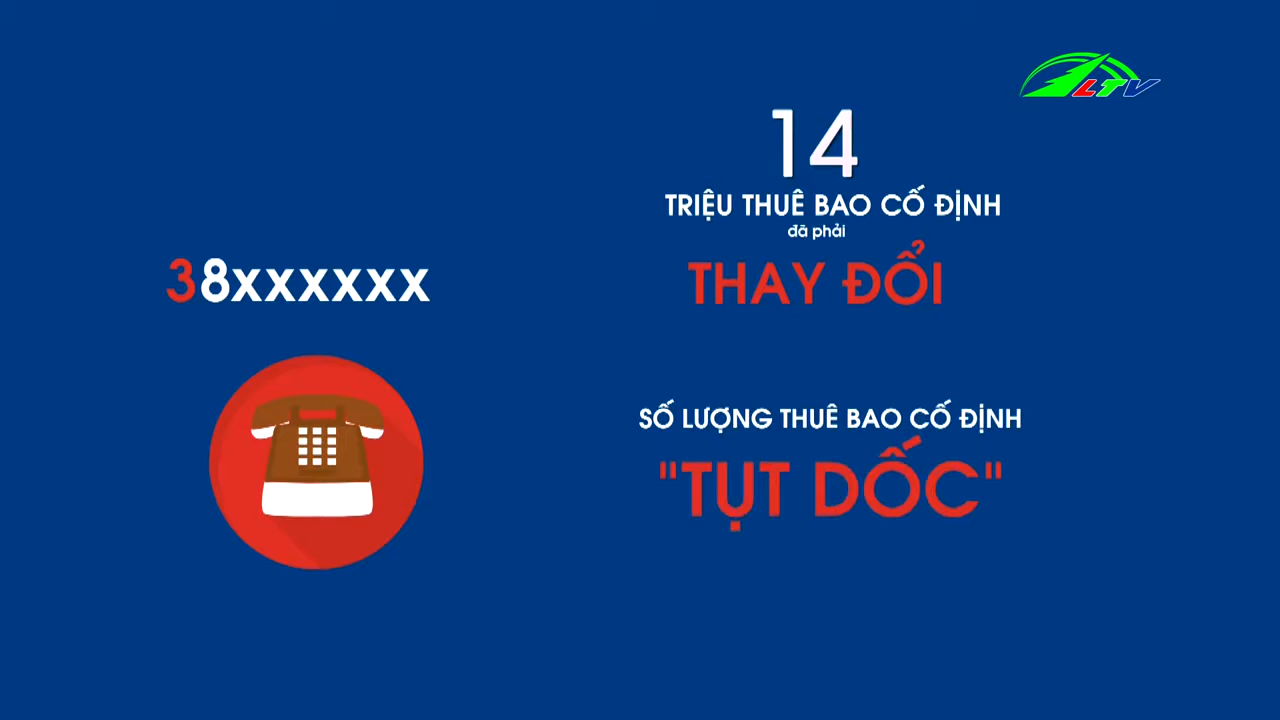 LTV
14
TRIỆU THUÊ BAO CỐ ĐỊNH
đã phải
THAY ĐỔI
38xxxxxx
SỐ LƯỢNG THUÊ BAO CỐ ĐỊNH
"TỤT DỐC"